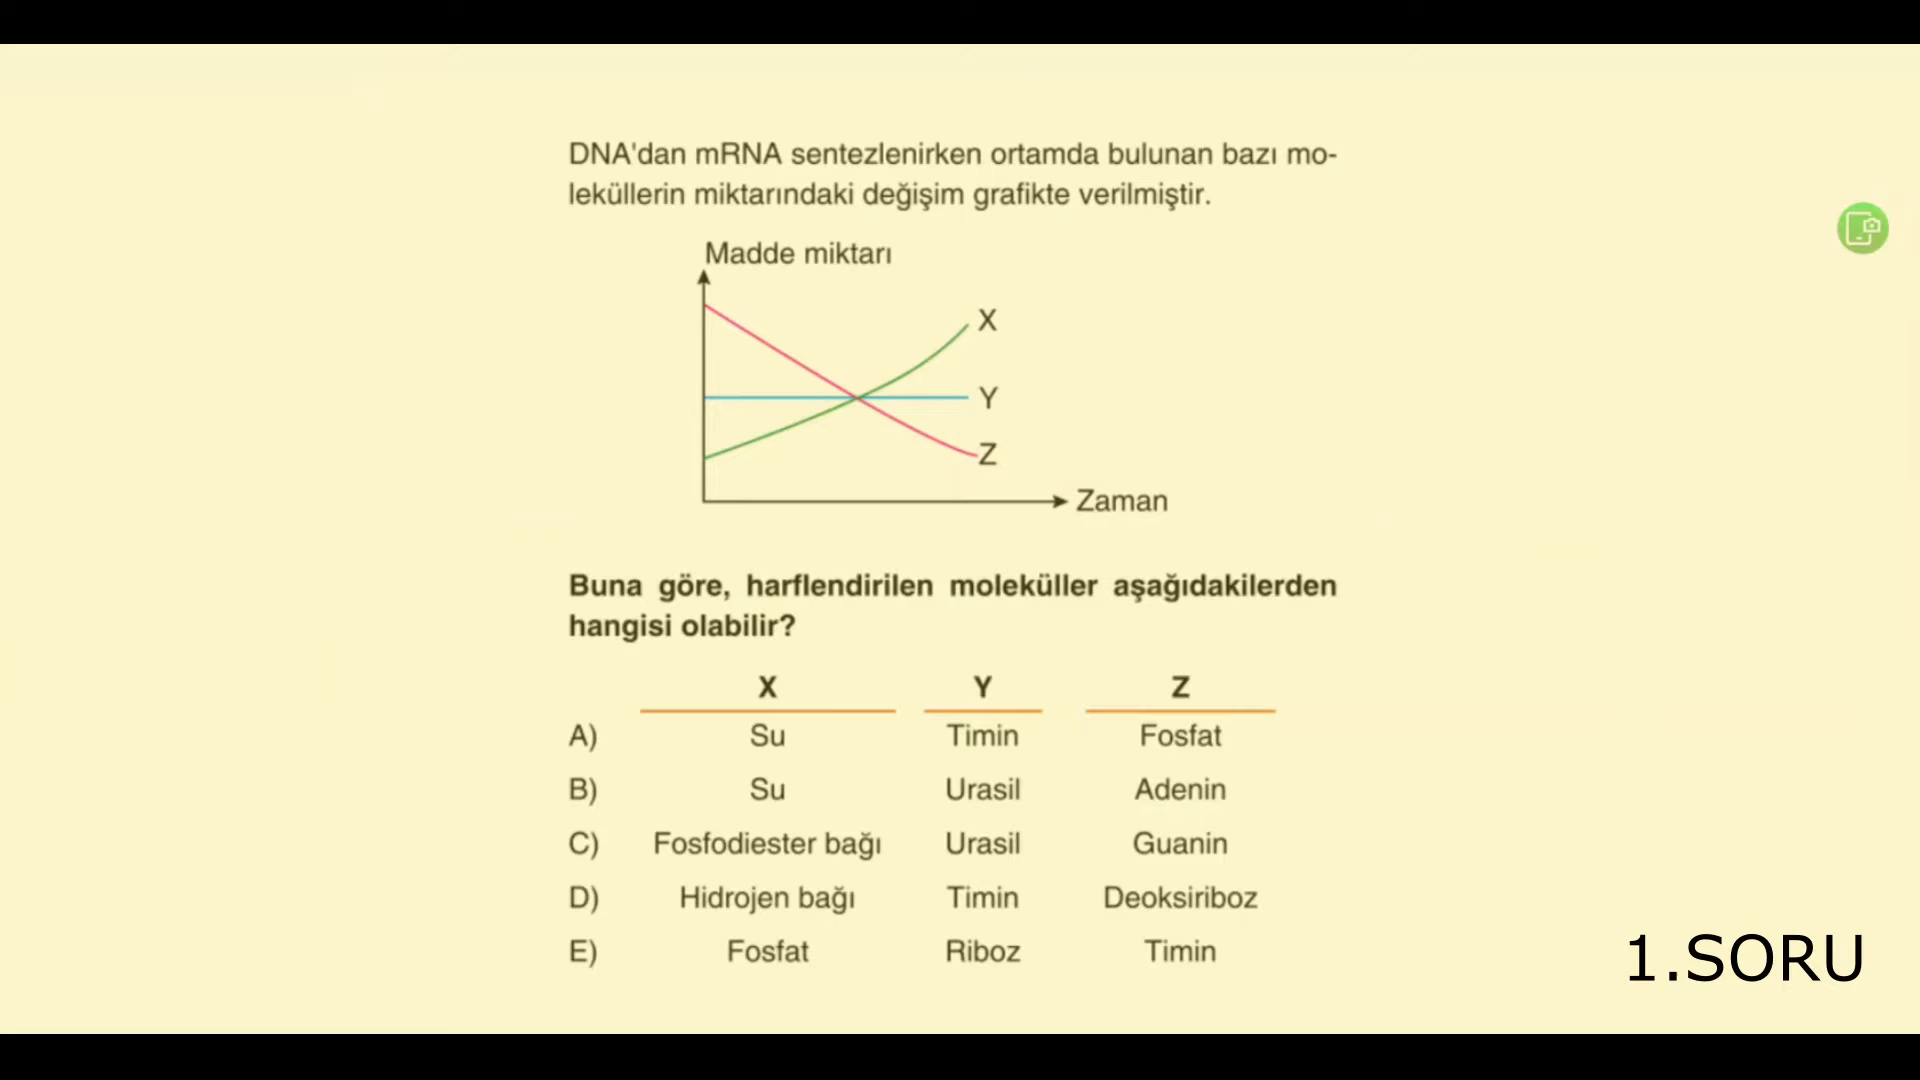 DNA'dan mRNA sentezlenirken ortamda bulunan bazı mo-
leküllerin miktarındaki değişim grafikte verilmiştir.
Madde miktarı
X
Y
Z
Zaman
Buna göre, harflendirilen moleküller aşağıdakilerden
hangisi olabilir?
X Y Z
A) Su Timin Fosfat
B) Su Urasil Adenin
C) Fosfodiester bağı Urasil Guanin
D) Hidrojen bağı Timin Deoksiriboz
E) Fosfat Riboz Timin
1.SORU